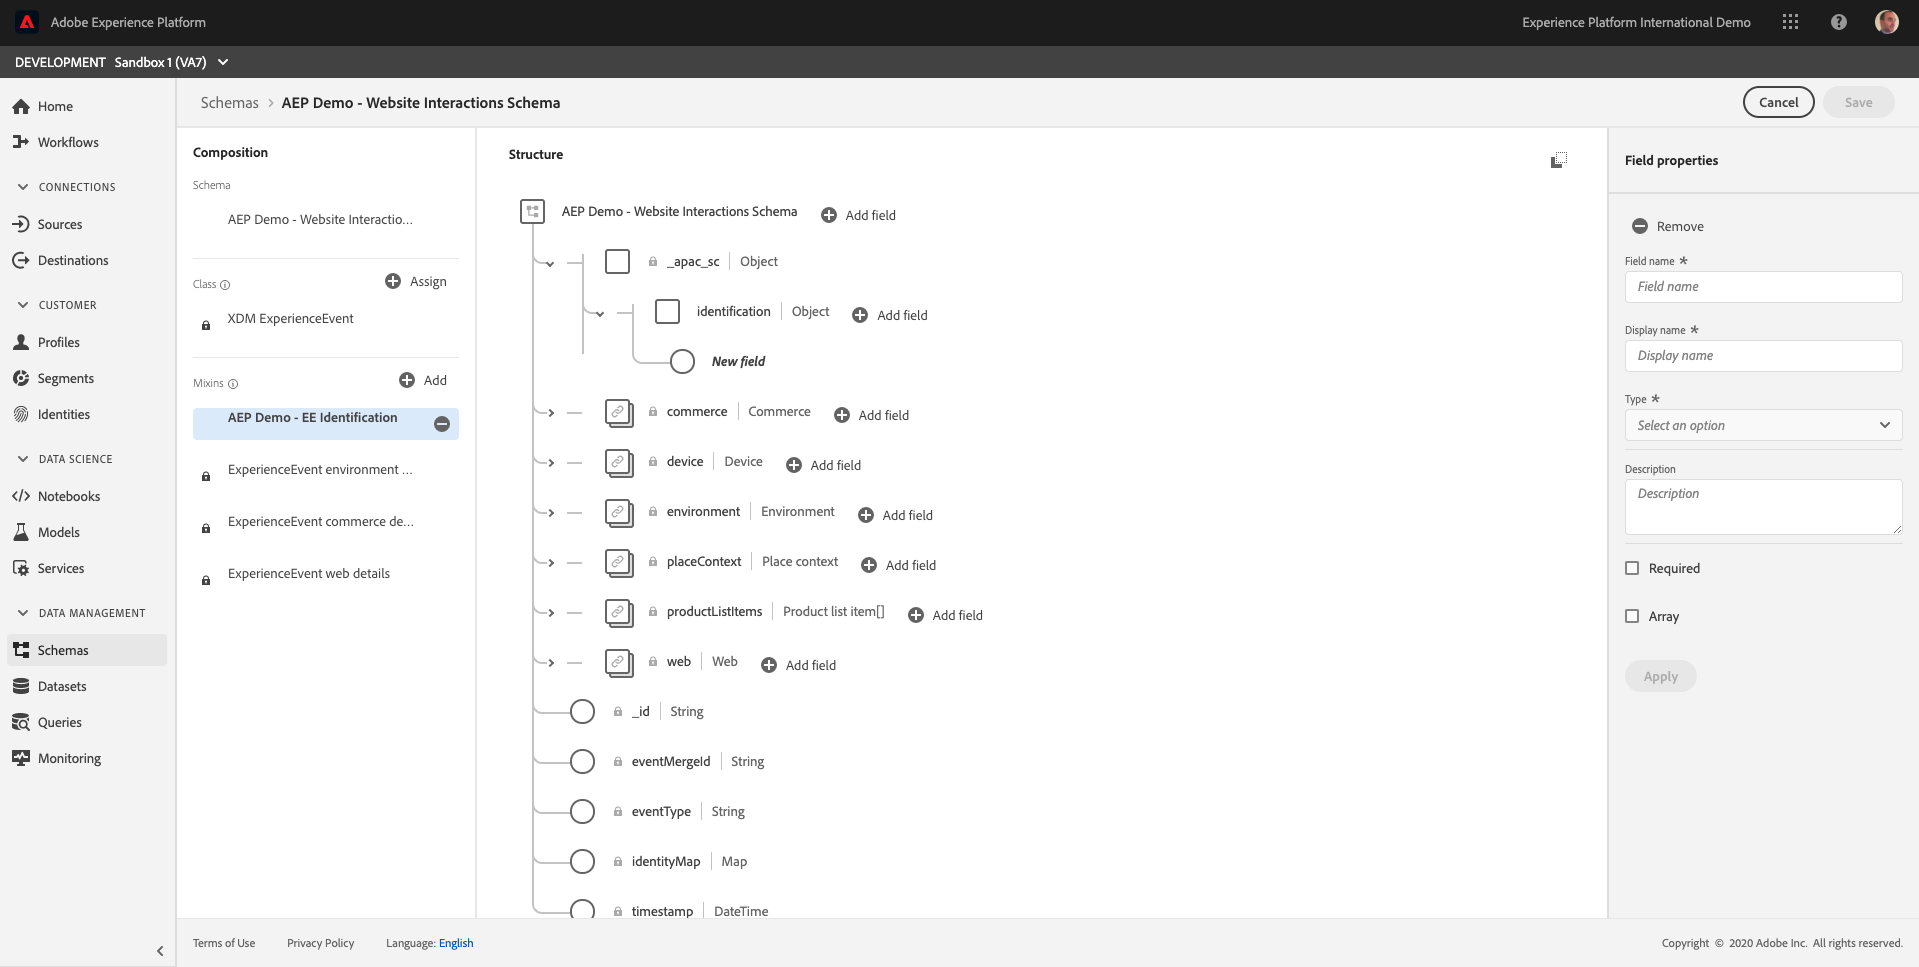 Adobe Experience Platform
Experience Platform International Demo
DEVELOPMENT Sandbox 1 (VA7)
Home
Workflows
CONNECTIONS
Sources
Destinations
CUSTOMER
Profiles
Segments
Identities
DATA SCIENCE
Notebooks
Models
Services
DATA MANAGEMENT
Schemas
Datasets
Queries
Monitoring
Schemas > AEP Demo - Website Interactions Schema
Cancel
Save
Composition
Schema
AEP Demo - Website Interactio...
Class
Assign
XDM ExperienceEvent
Mixins
Add
AEP Demo - EE Identification
ExperienceEvent environment ...
ExperienceEvent commerce de...
ExperienceEvent web details
Structure
AEP Demo - Website Interactions Schema Add field
_apac_sc Object
identification Object Add field
New field
commerce Commerce Add field
device Device Add field
environment Environment Add field
placeContext Place context Add field
productListItems Product list item[] Add field
web Web Add field
_id String
eventMergeId String
eventType String
identityMap Map
timestamp DateTime
Field properties
Remove
Field name *
Field name
Display name *
Display name
Type *
Select an option
Description
Description
Required
Array
Apply
Terms of Use Privacy Policy Language: English
Copyright © 2020 Adobe Inc. All rights reserved.